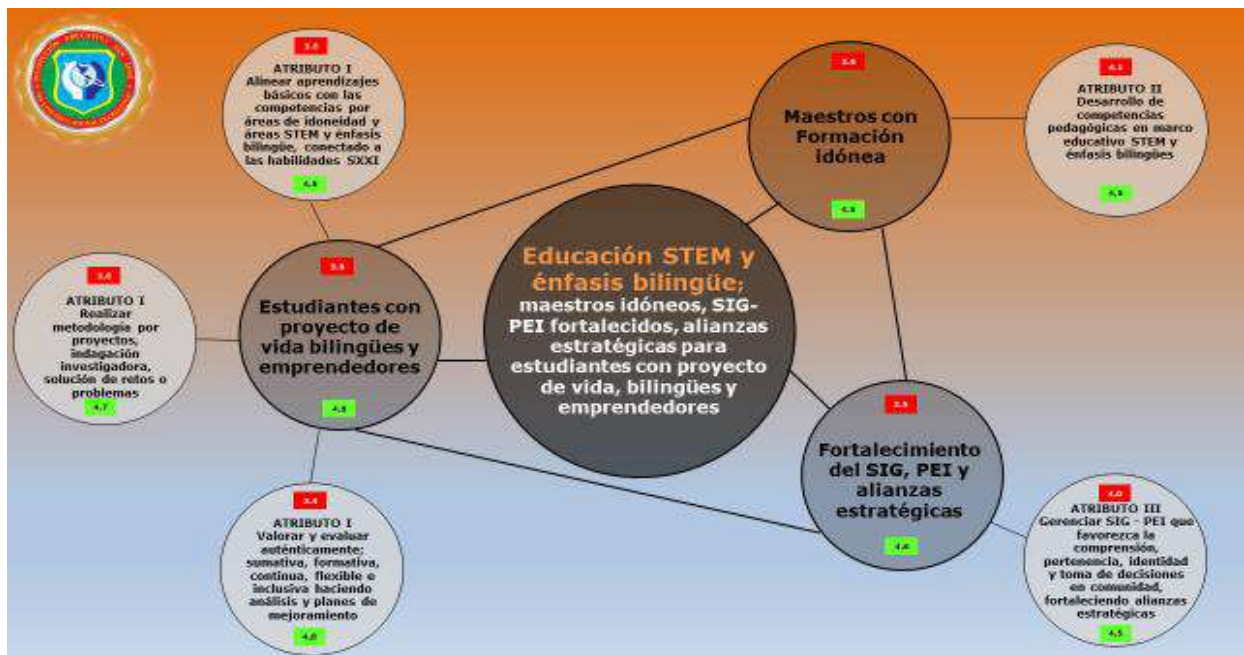 ATRIBUTO I
Alinear aprendizajes
básicos con las
competencias por
áreas de idoneidad y
áreas STEM y énfasis
bilingüe, conectado a
las habilidades SXXI
4,8
Maestros con
Formación
idónea
4.2
ATRIBUTO II
Desarrollo de
competencias
pedagógicas en marco
educativo STEM y
énfasis bilingües
ATRIBUTO I
Realizar
metodología por
proyectos,
indagación
investigadora,
solución de retos o
problemas
4,7
Estudiantes con
proyecto de
vida bilingües y
emprendedores
4,8
Educación STEM y
énfasis bilingüe;
maestros idóneos, SIG-
PEI fortalecidos, alianzas
estratégicas para
estudiantes con proyecto
de vida, bilingües y
emprendedores
Fortalecimiento
del SIG, PEI y
alianzas
estratégicas
3.4
ATRIBUTO I
Valorar y evaluar
auténticamente;
sumativa, formativa,
continua, flexible e
inclusiva haciendo
análisis y planes de
mejoramiento
ATRIBUTO III
Gerenciar SIG - PEI que
favorezca la
comprensión,
pertenencia, identidad
y toma de decisiones
en comunidad,
fortaleciendo alianzas
estratégicas
4,5